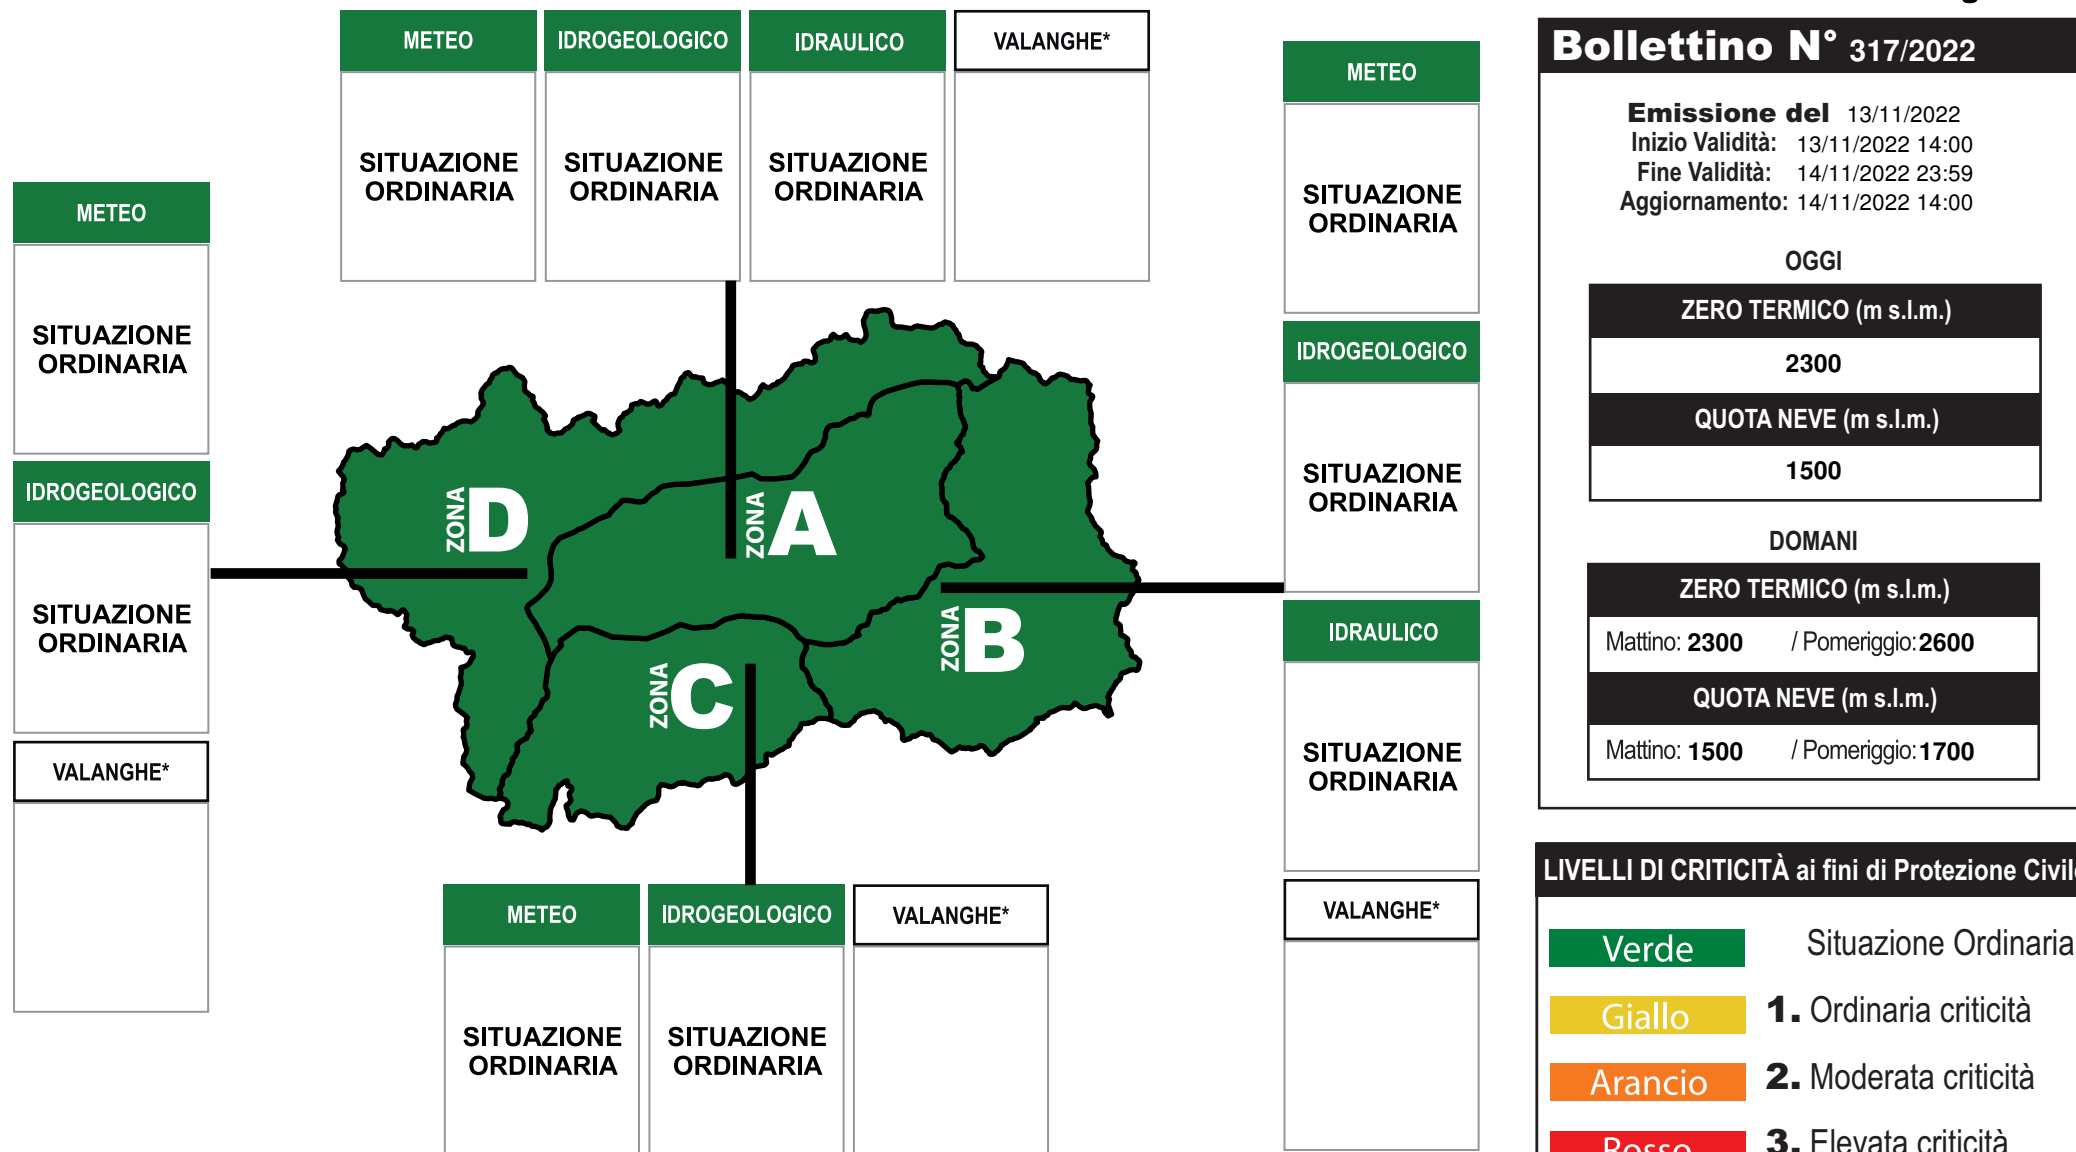 METEO
IDROGEOLOGICO
IDRAULICO
VALANGHE*
SITUAZIONE
ORDINARIA
SITUAZIONE
ORDINARIA
SITUAZIONE
ORDINARIA
METEO
SITUAZIONE
ORDINARIA
IDROGEOLOGICO
SITUAZIONE
ORDINARIA
VALANGHE*
ZONA D
ZONA A
ZONA B
ZONA C
METEO
SITUAZIONE
ORDINARIA
IDROGEOLOGICO
SITUAZIONE
ORDINARIA
IDRAULICO
SITUAZIONE
ORDINARIA
VALANGHE*
METEO
IDROGEOLOGICO
VALANGHE*
SITUAZIONE
ORDINARIA
SITUAZIONE
ORDINARIA
Bollettino N° 317/2022
Emissione del 13/11/2022
Inizio Validità: 13/11/2022 14:00
Fine Validità: 14/11/2022 23:59
Aggiornamento: 14/11/2022 14:00
OGGI
ZERO TERMICO (m s.l.m.)
2300
QUOTA NEVE (m s.l.m.)
1500
DOMANI
ZERO TERMICO (m s.l.m.)
Mattino: 2300 / Pomeriggio: 2600
QUOTA NEVE (m s.l.m.)
Mattino: 1500 / Pomeriggio: 1700
LIVELLI DI CRITICITÀ ai fini di Protezione Civile
Verde Situazione Ordinaria
Giallo 1. Ordinaria criticità
Arancio 2. Moderata criticità
Rosso 3. Elevata criticità